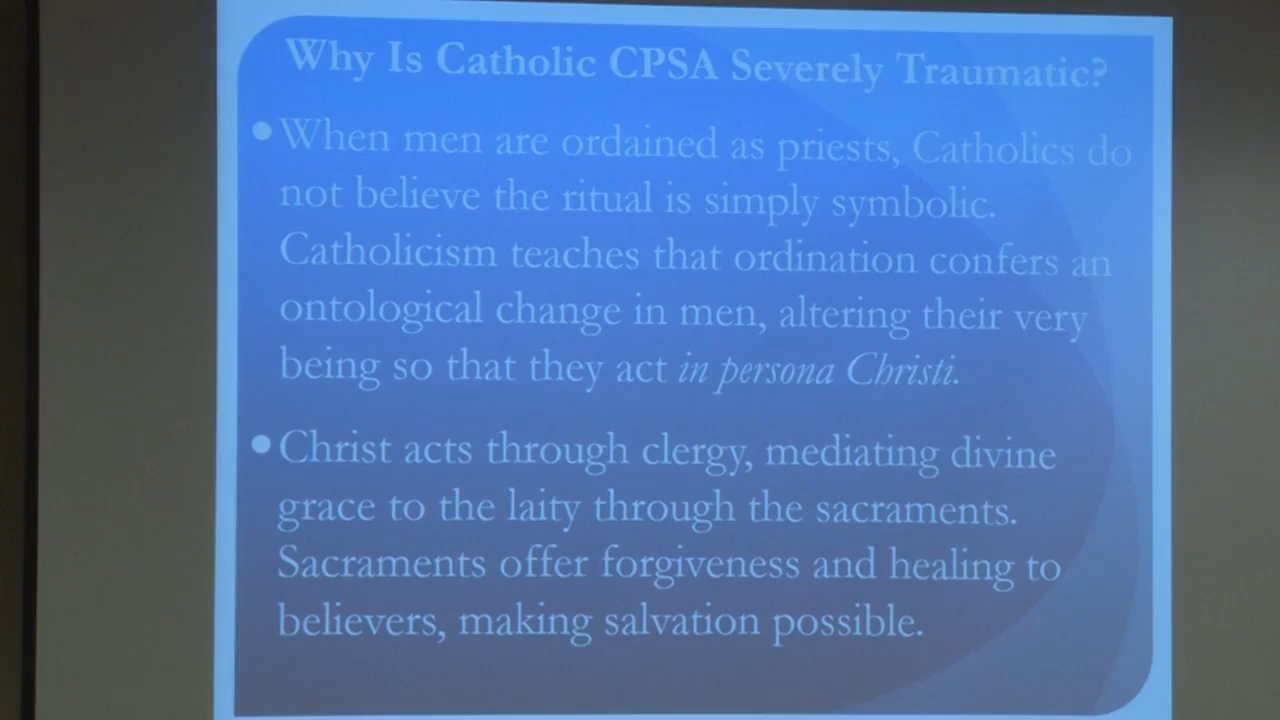 Why Is Catholic CPSA Severely Traumatic?
•When men are ordained as priests, Catholics do
not believe the ritual is simply symbolic.
Catholicism teaches that ordination confers an
ontological change in men, altering their very
being so that they act in persona Christi.
•Christ acts through clergy, mediating divine
grace to the laity through the sacraments.
Sacraments offer forgiveness and healing to
believers, making salvation possible.